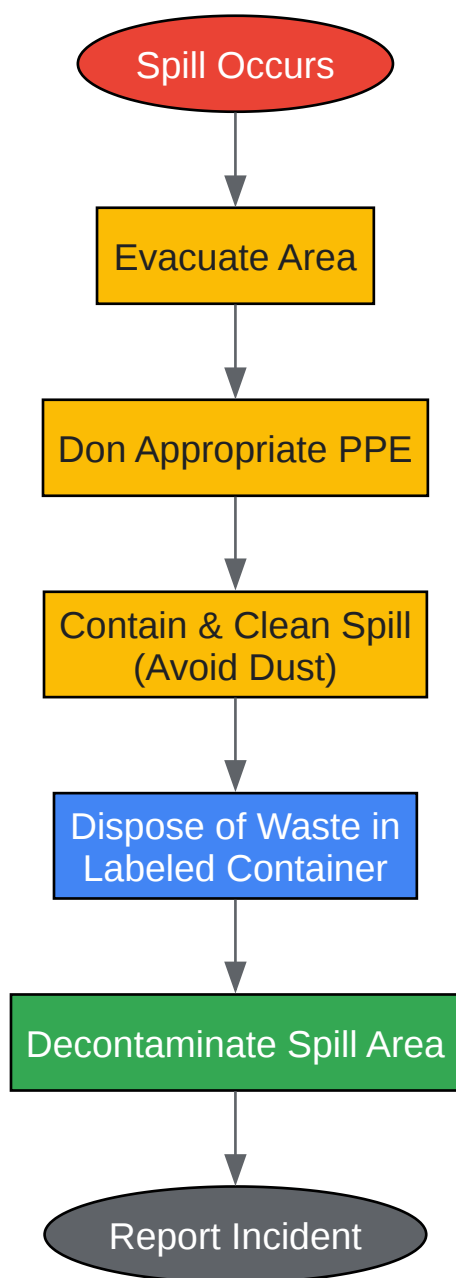 Spill Occurs
Evacuate Area
Don Appropriate PPE
Contain & Clean Spill
(Avoid Dust)
Dispose of Waste in
Labeled Container
Decontaminate Spill Area
Report Incident